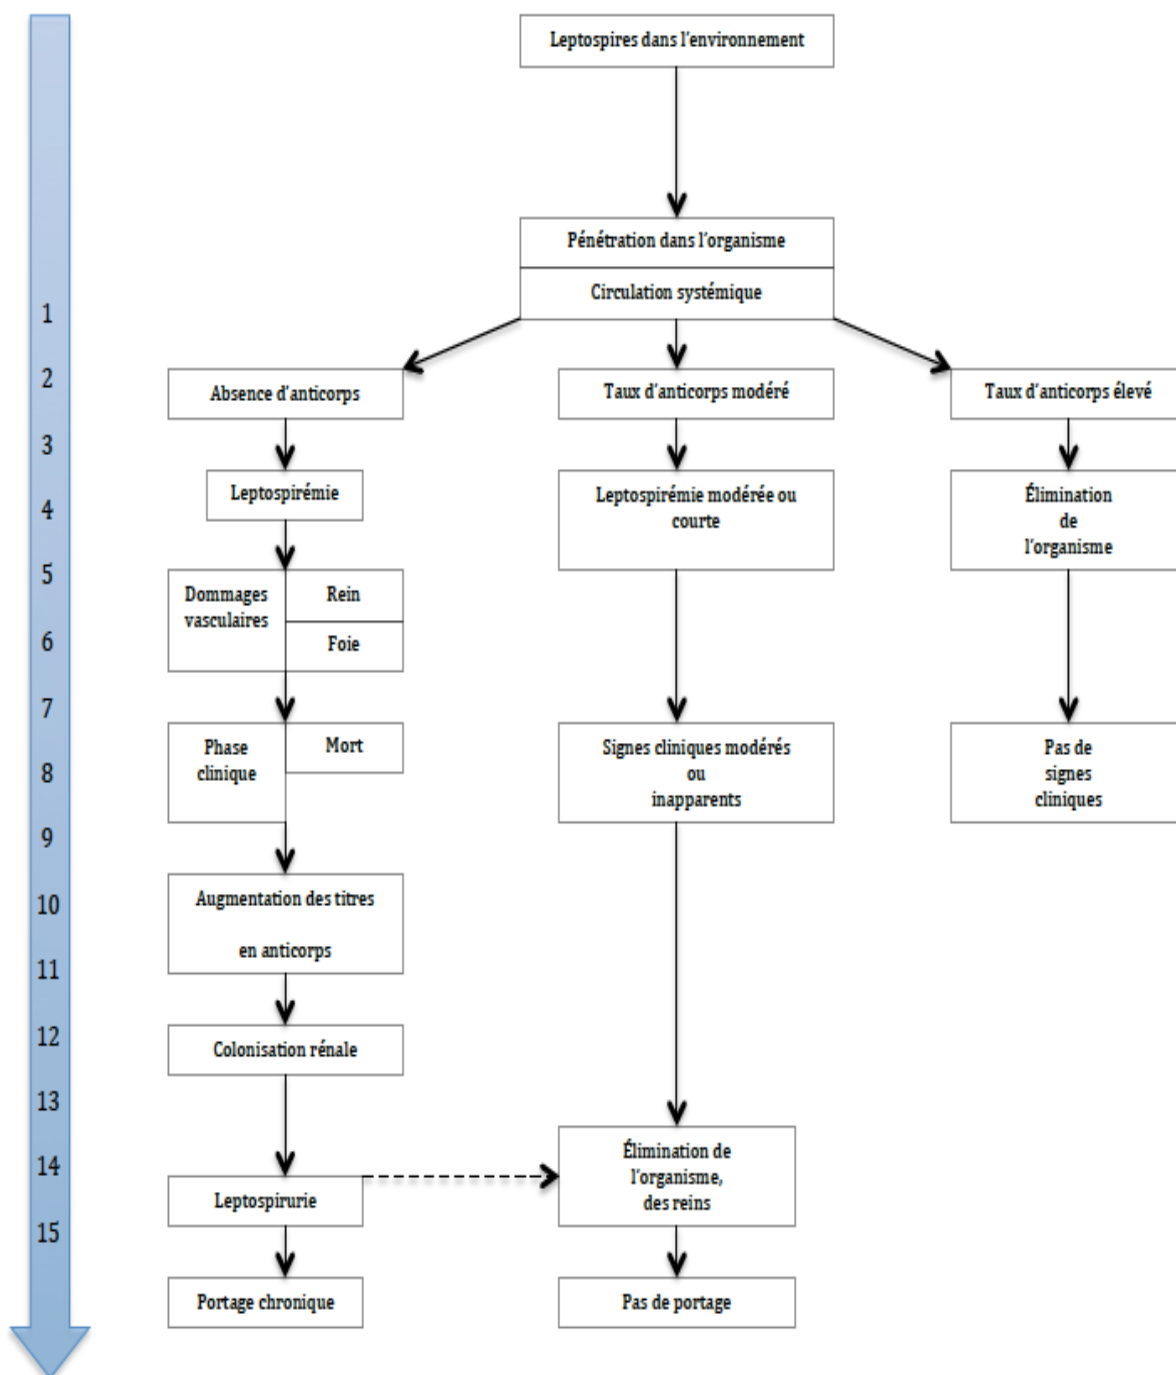 Leptospires dans l'environnement
Pénétration dans l'organisme
Circulation systémique
1
2
Absence d'anticorps
Taux d'anticorps modéré
Taux d'anticorps élevé
3
4
Leptospirémie
Leptospirémie modérée ou
courte
Élimination
de
l'organisme
5
Dommages
vasculaires
Rein
Foie
6
7
Phase
clinique
Mort
Signes cliniques modérés
ou
inapparents
Pas de
signes
cliniques
8
9
10
Augmentation des titres
en anticorps
11
12
Colonisation rénale
13
14
Élimination de
l'organisme,
des reins
Leptospirurie
15
Portage chronique
Pas de portage